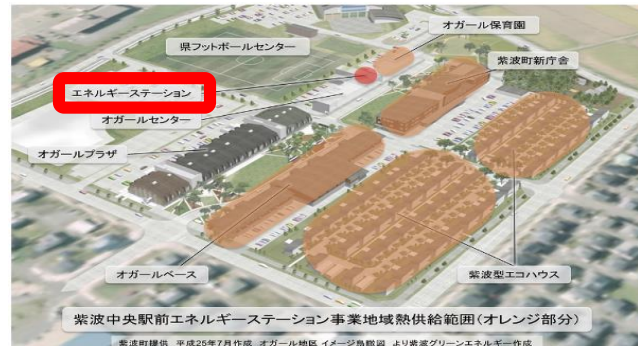 オガール保育園
県フットボールセンター
紫波町新庁舎
エネルギーステーション
オガールセンター
オガールプラザ
オガールベース
紫波型エコハウス
紫波中央駅前エネルギーステーション事業地域熱供給範囲(オレンジ部分)
紫波町提供 平成25年7月作成 オガール地区 イメージ鳥瞰図 より紫波グリーンエネルギー作成